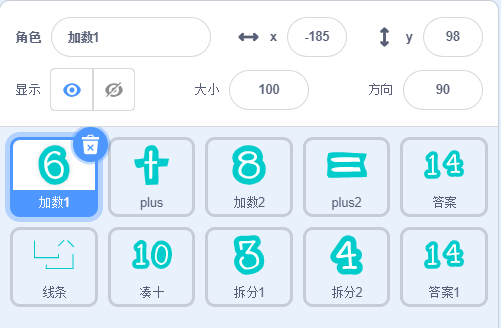 角色 加数1 x -185 y 98
显示 大小 100 方向 90
6 8 14 14
加数1 plus 加数2 plus2 答案
10 3 4 14
线条 凑十 拆分1 拆分2 答案1